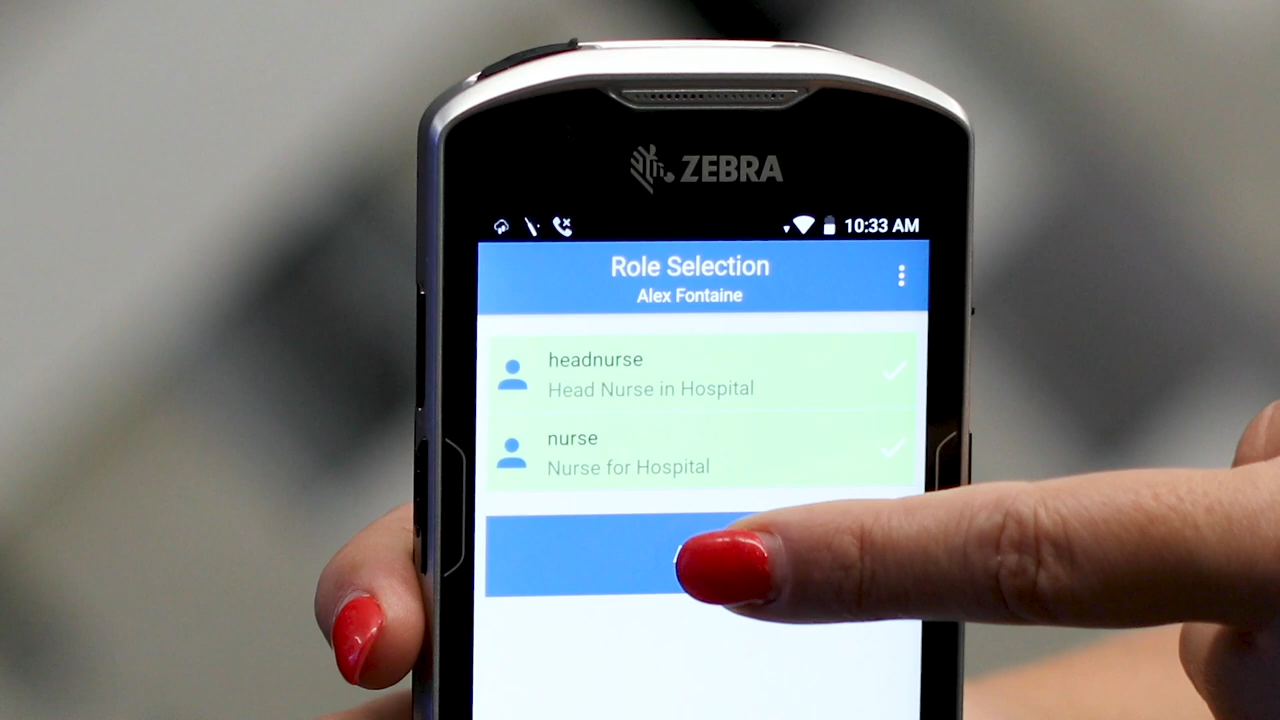 ZEBRA
10:33 AM
Role Selection
Alex Fontaine
headnurse
Head Nurse in Hospital
nurse
Nurse for Hospital